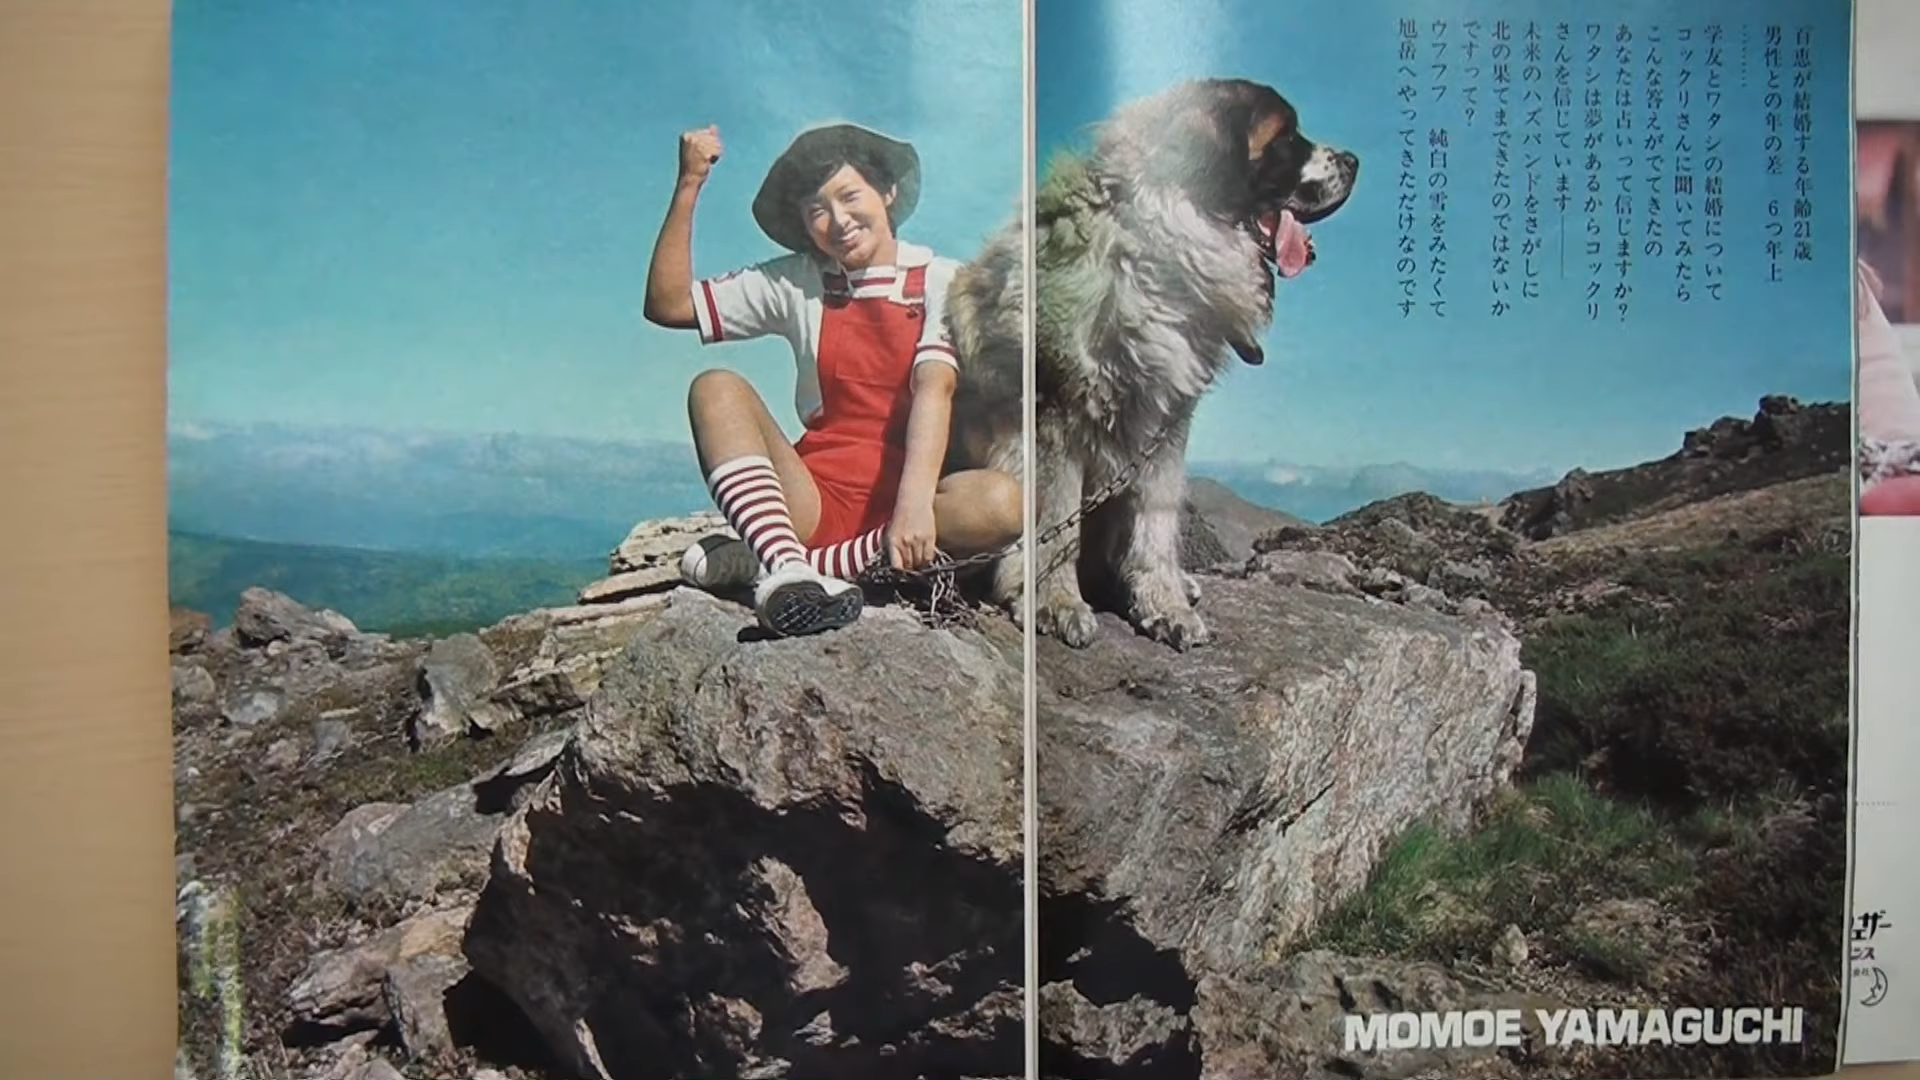 百恵が結婚する年齢21歳
男性との年の差　6つ年上
………
学友とワタシの結婚について
コックリさんに聞いてみたら
こんな答えがでてきたの
あなたは占いって信じますか？
ワタシは夢があるからコックリ
さんを信じています――
未来のハズバンドをさがしに
北の果てまできたのではないか
ですって？
ウフフフ　純白の雪をみたくて
旭岳へやってきただけなのです
MOMOE YAMAGUCHI